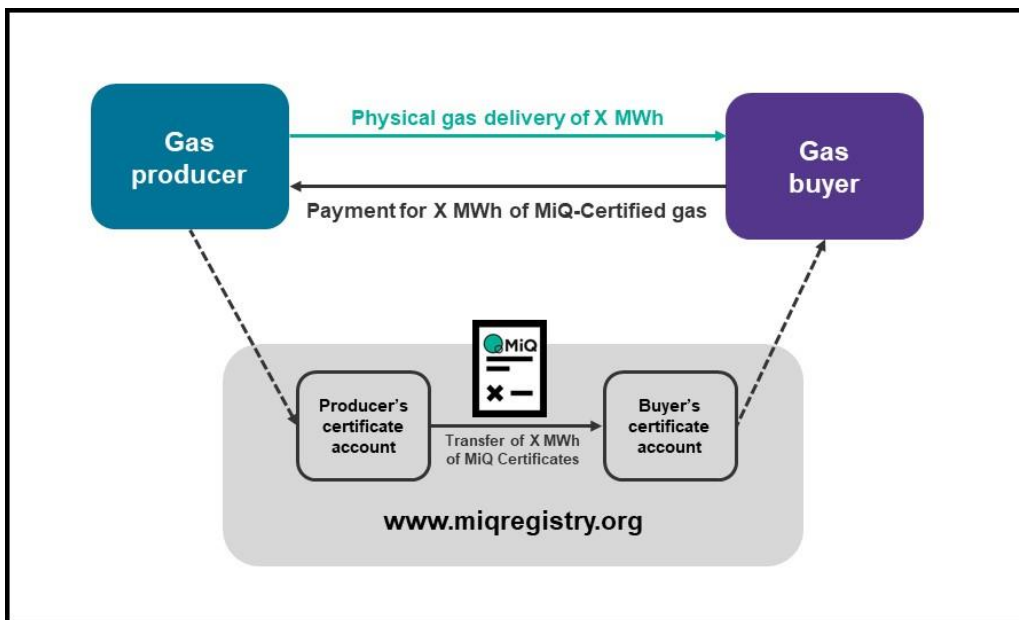 Physical gas delivery of X MWh
Gas
producer
Gas
buyer
Payment for X MWh of MiQ-Certified gas
MiQ
Producer’s
certificate
account
Transfer of X MWh
of MiQ Certificates
Buyer’s
certificate
account
www.miqregistry.org